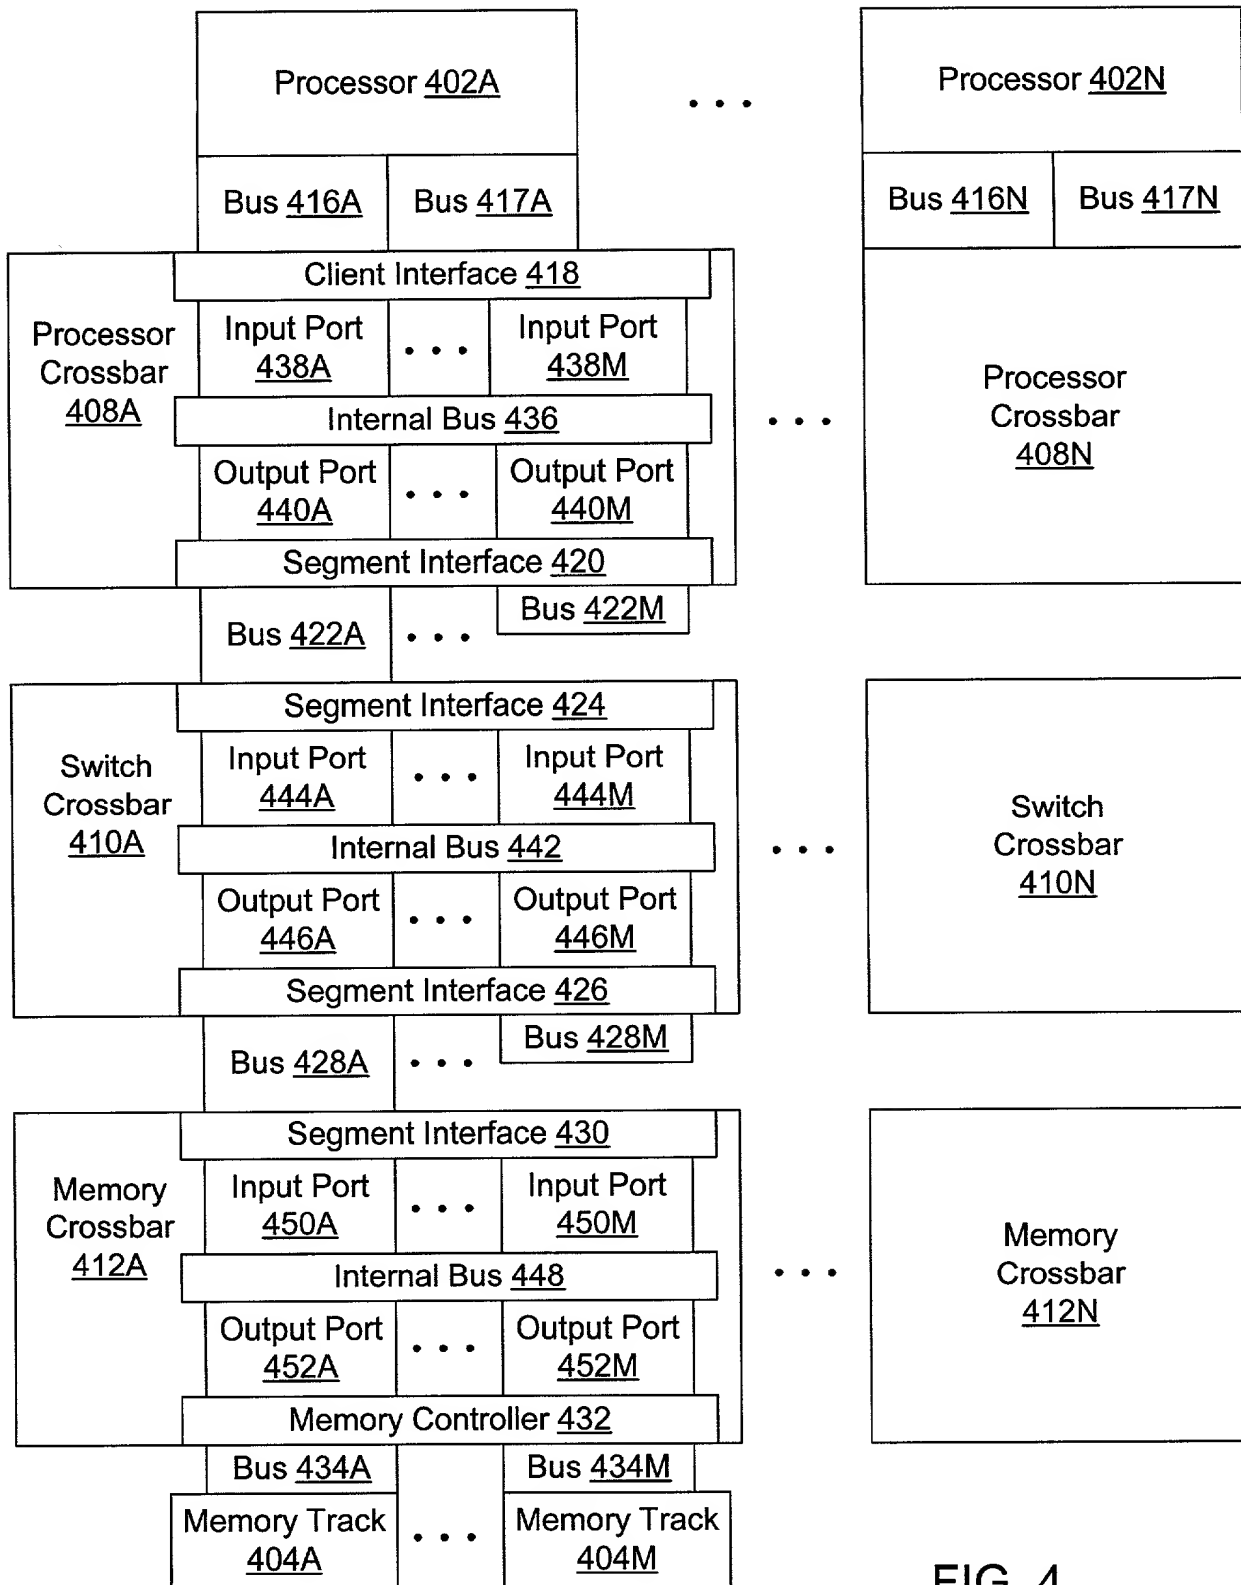 Processor 402A
Processor 402N
Bus 416A
Bus 417A
Bus 416N
Bus 417N
Client Interface 418
Processor
Crossbar
408A
Input Port
438A
Input Port
438M
Internal Bus 436
Output Port
440A
Output Port
440M
Segment Interface 420
Processor
Crossbar
408N
Bus 422A
Bus 422M
Segment Interface 424
Switch
Crossbar
410A
Input Port
444A
Input Port
444M
Internal Bus 442
Output Port
446A
Output Port
446M
Segment Interface 426
Switch
Crossbar
410N
Bus 428A
Bus 428M
Segment Interface 430
Memory
Crossbar
412A
Input Port
450A
Input Port
450M
Internal Bus 448
Output Port
452A
Output Port
452M
Memory Controller 432
Memory
Crossbar
412N
Bus 434A
Bus 434M
Memory Track
404A
Memory Track
404M
FIG. 4